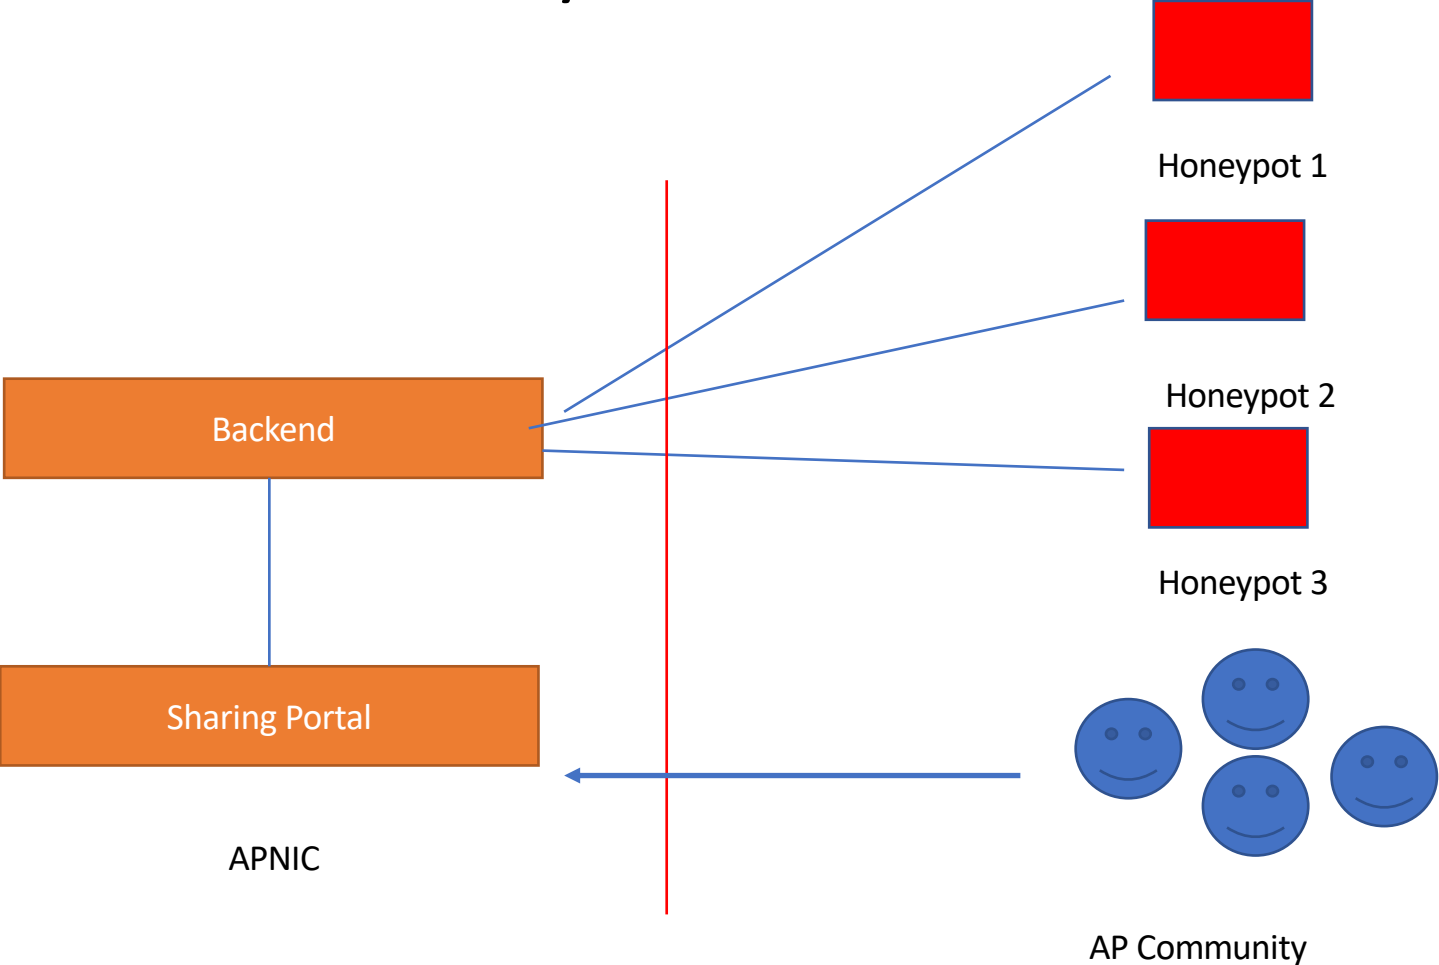 Honeypot 1
Honeypot 2
Backend
Honeypot 3
Sharing Portal
APNIC
AP Community